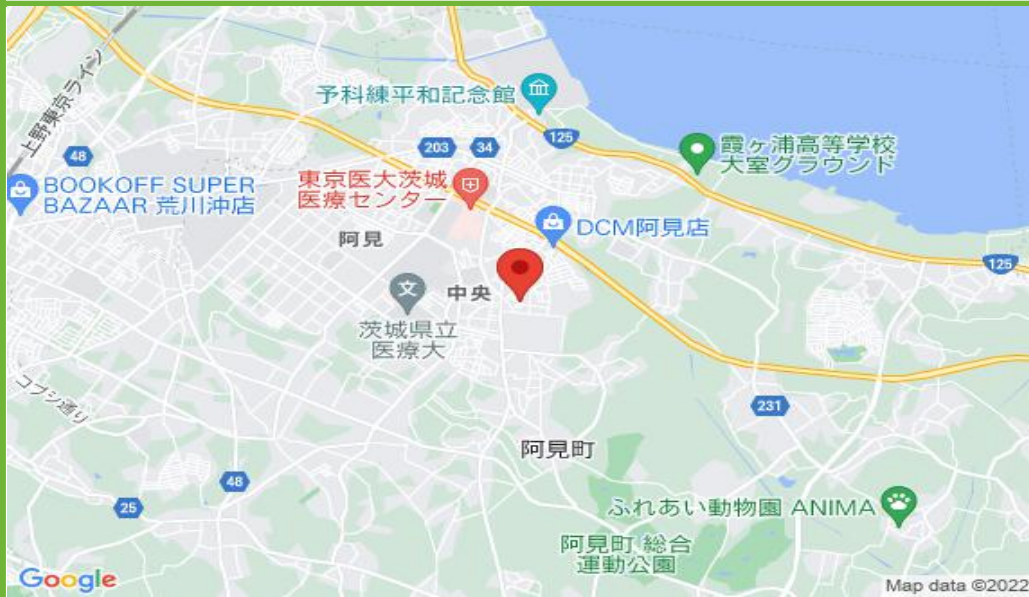 上野東京ライン
予科練平和記念館
125
203
34
48
霞ヶ浦高等学校
大室グラウンド
BOOKOFF SUPER
BAZAAR 荒川沖店
東京医大茨城
医療センター
DCM阿見店
阿見
125
中央
茨城県立
医療大
コブシ通り
231
阿見町
48
25
ふれあい動物園 ANIMA
阿見町 総合
運動公園
Google
Map data ©2022